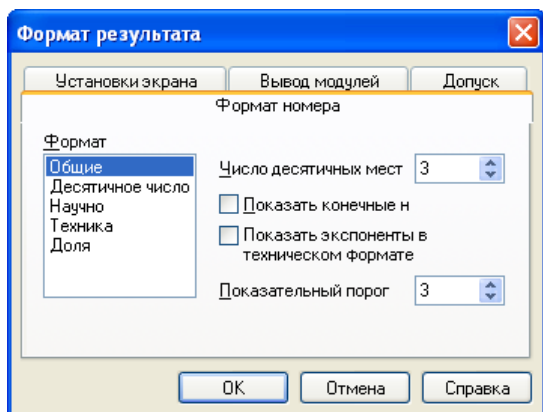 Формат результата
Установки экрана Вывод модулей Допуск
Формат номера
Формат
Общие
Десятичное число
Научно
Техника
Доля
Число десятичных мест 3
Показать конечные н
Показать экспоненты в
техническом формате
Показательный порог 3
OK Отмена Справка